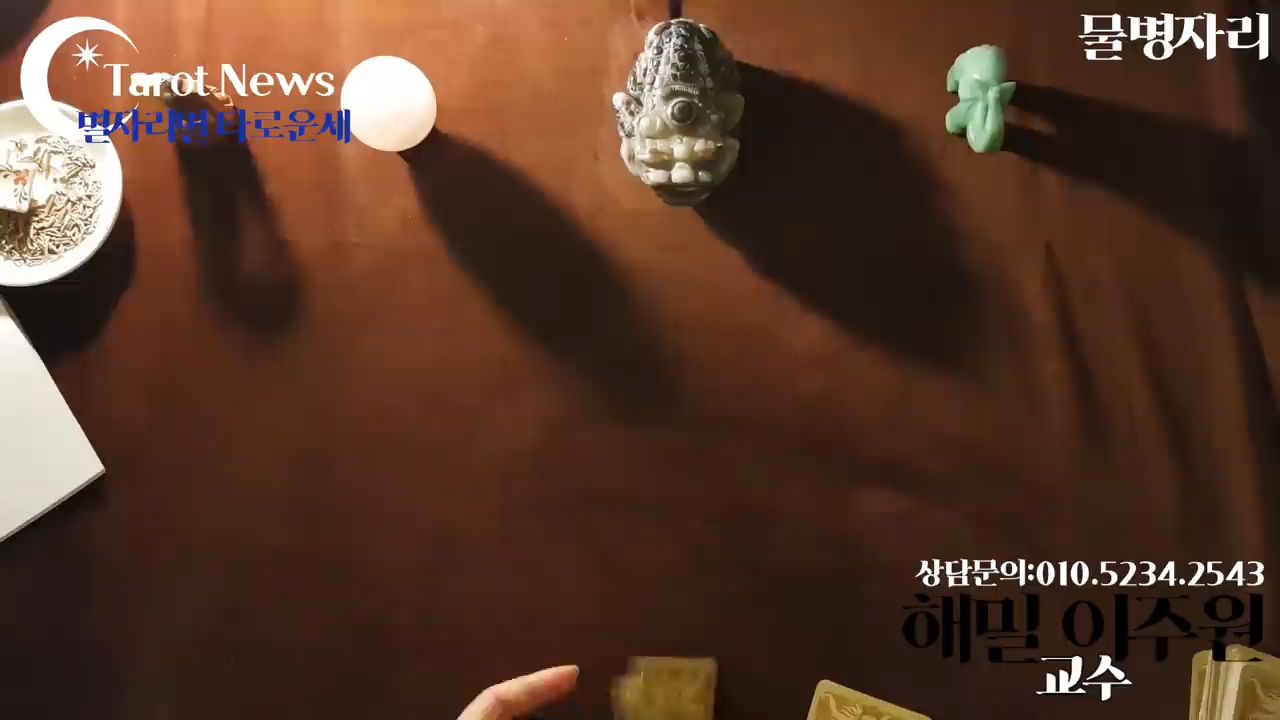 물병자리
Tarot News
별자리별 타로운세
상담문의:010.5234.2543
해밀 이주원
교수